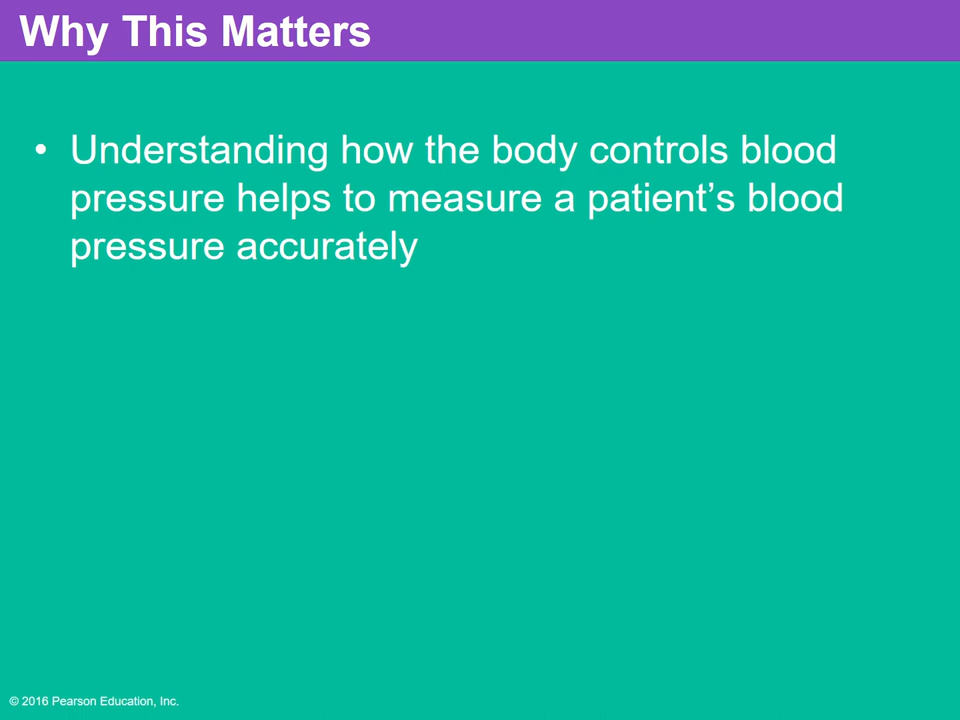 Why This Matters
• Understanding how the body controls blood
pressure helps to measure a patient’s blood
pressure accurately
© 2016 Pearson Education, Inc.